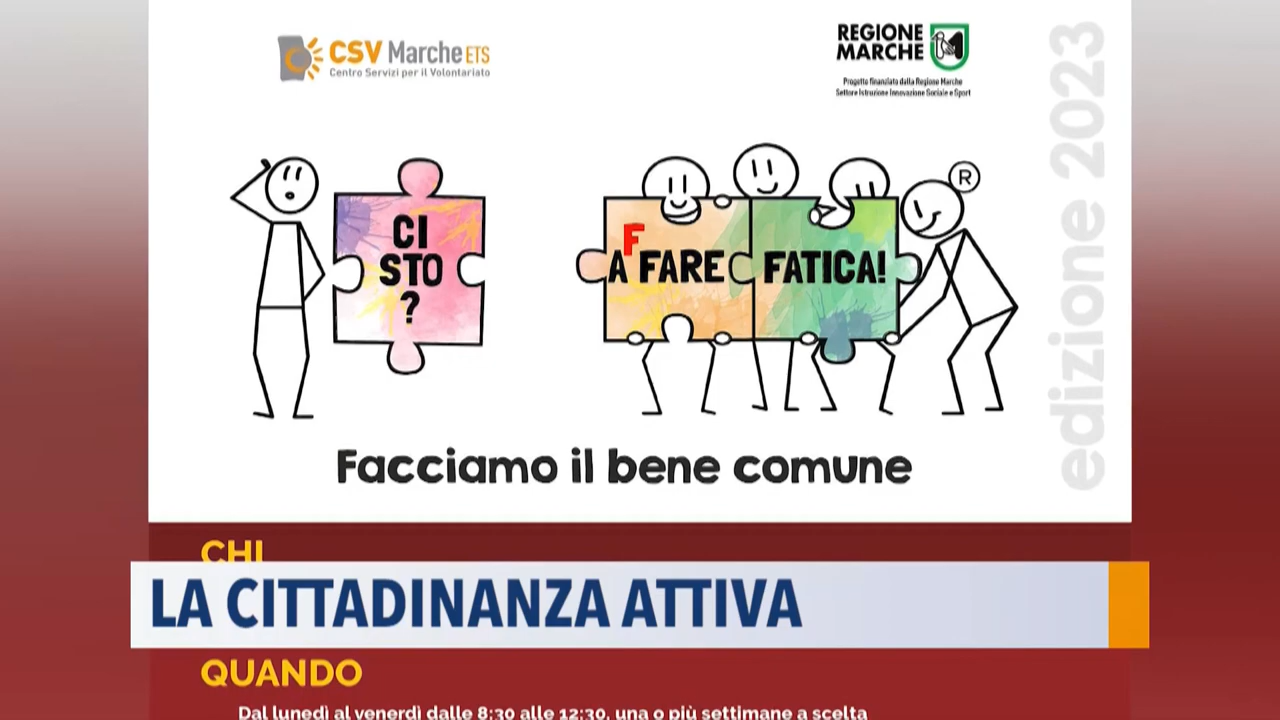 CSV Marche ETS
Centro Servizi per il Volontariato
REGIONE
MARCHE
Progetto finanziato dalla Regione Marche
Settore Istruzione Innovazione Sociale e Sport
edizione 2023
®
CI
STO
?
F
A FARE FATICA!
Facciamo il bene comune
CHI
LA CITTADINANZA ATTIVA
QUANDO
Dal lunedì al venerdì dalle 8:30 alle 12:30, una o più settimane a scelta